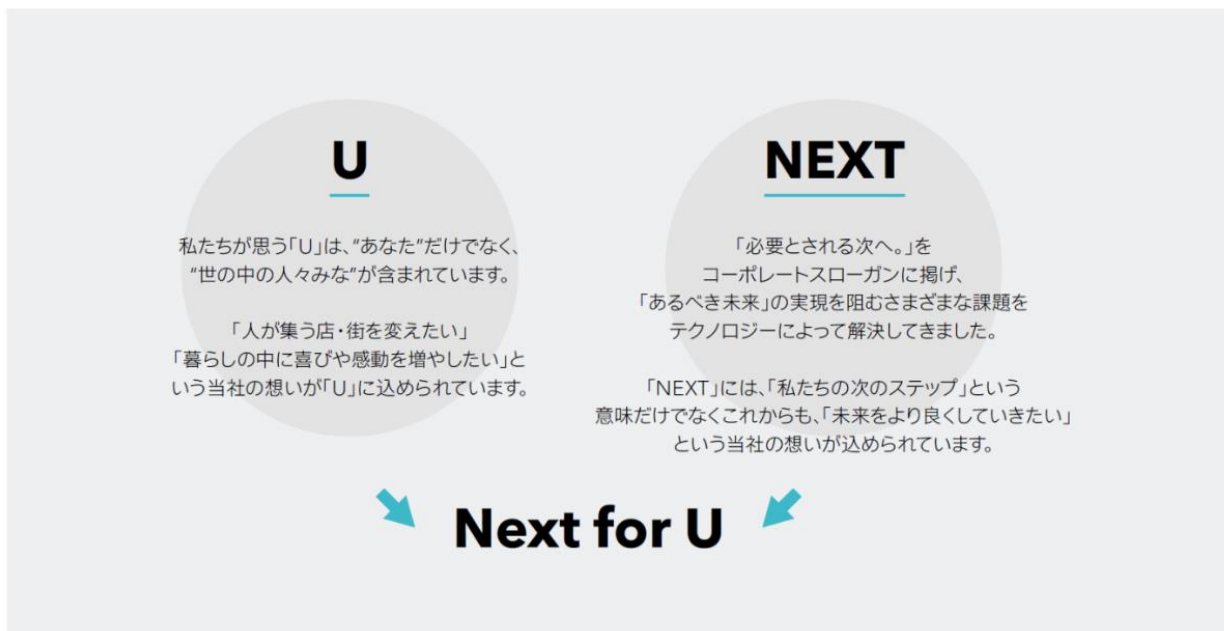 U
私たちが思う「U」は、“あなた”だけでなく、
“世の中の人々みな”が含まれています。
「人が集う店・街を変えたい」
「暮らしの中に喜びや感動を増やしたい」と
いう当社の想いが「U」に込められています。
NEXT
「必要とされる次へ。」を
コーポレートスローガンに掲げ、
「あるべき未来」の実現を阻むさまざまな課題を
テクノロジーによって解決してきました。
「NEXT」には、「私たちの次のステップ」という
意味だけでなくこれからも、「未来をより良くしていきたい」
という当社の想いが込められています。
Next for U